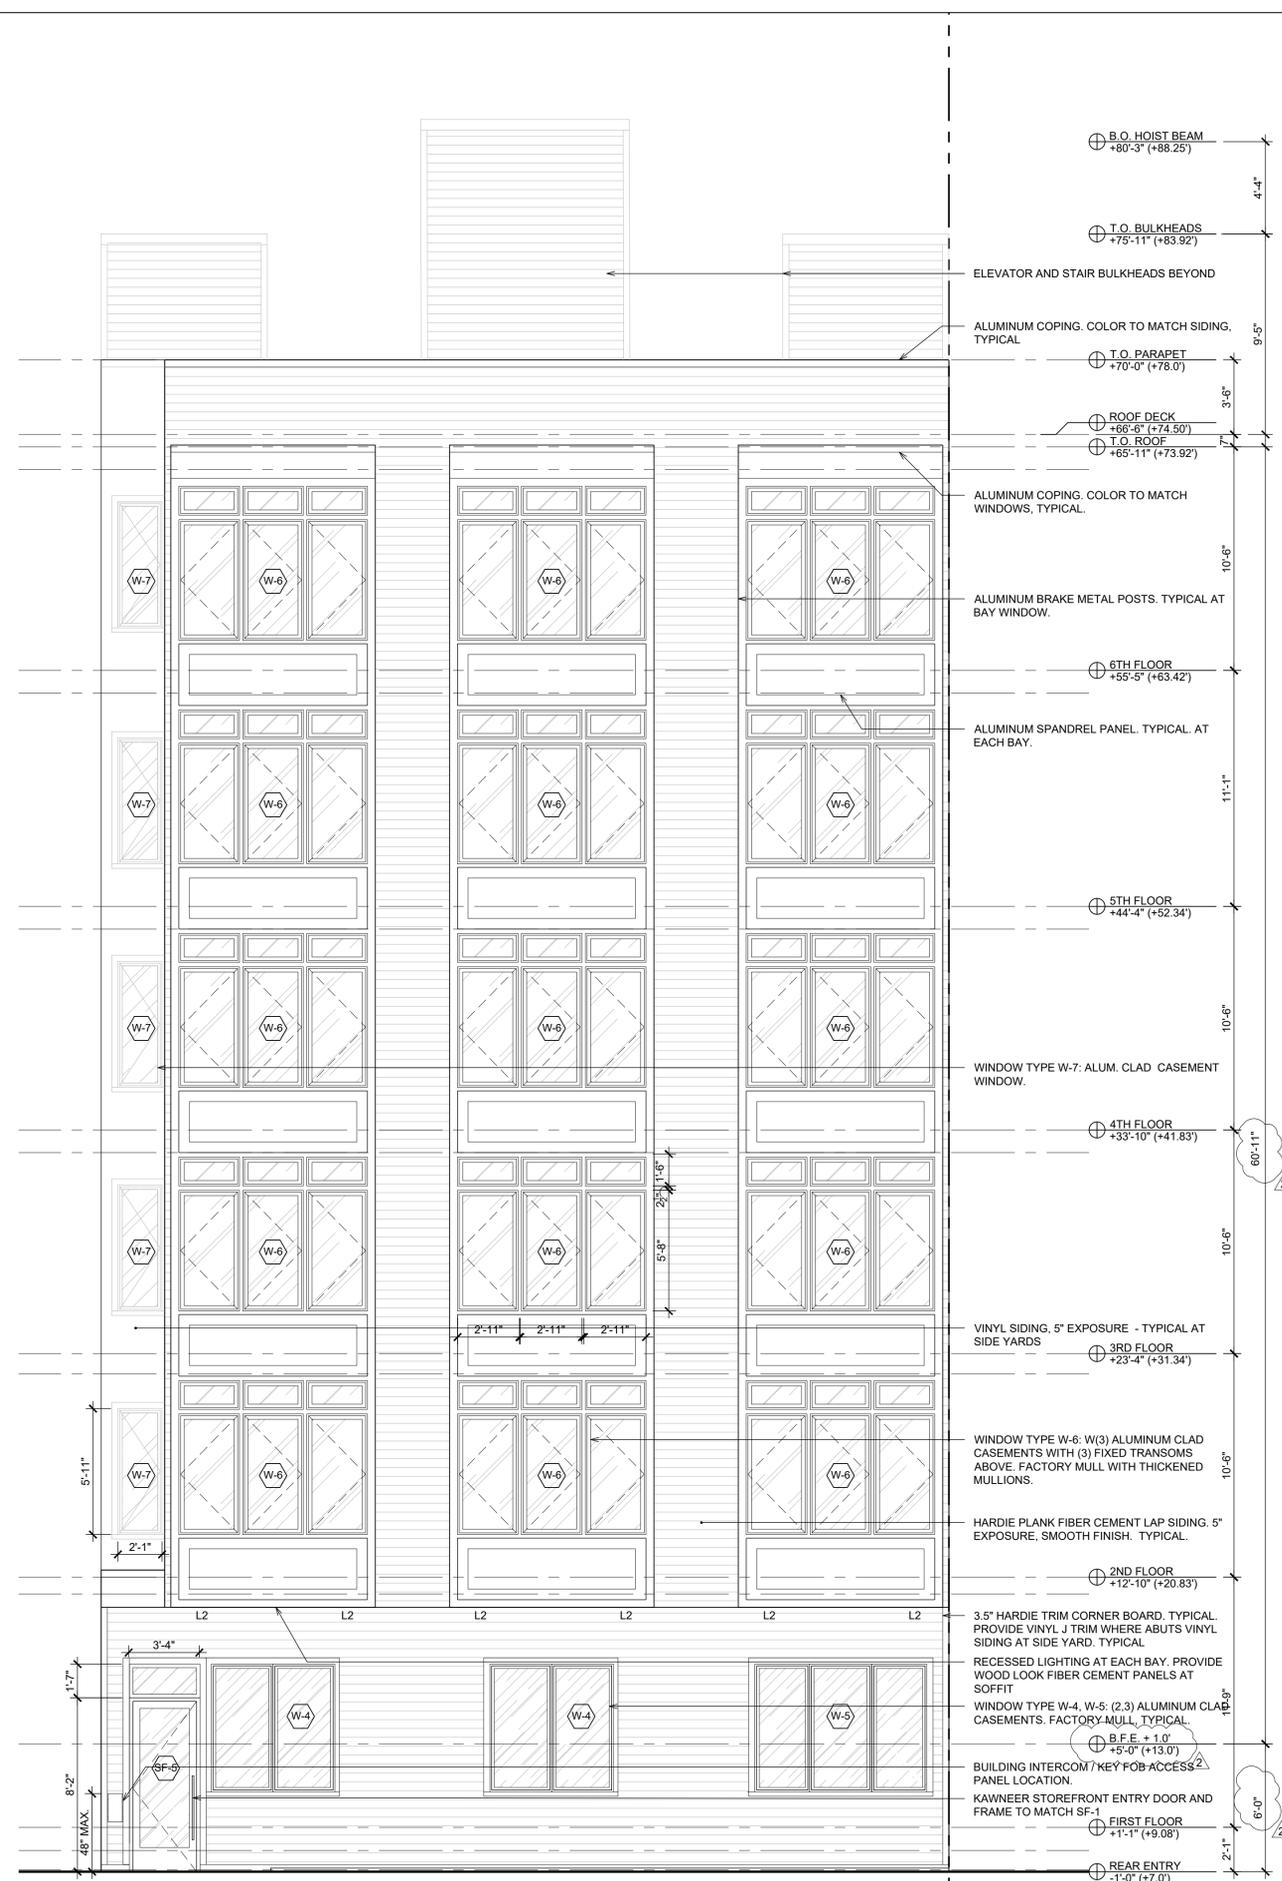 B.O. HOIST BEAM
+80'-3" (+88.25')
4'-4"
T.O. BULKHEADS
+75'-11" (+83.92')
ELEVATOR AND STAIR BULKHEADS BEYOND
ALUMINUM COPING. COLOR TO MATCH SIDING,
TYPICAL
9'-5"
T.O. PARAPET
+70'-0" (+78.0')
3'-6"
ROOF DECK
+66'-6" (+74.50')
7"
T.O. ROOF
+65'-11" (+73.92')
ALUMINUM COPING. COLOR TO MATCH
WINDOWS, TYPICAL.
10'-6"
W-7
W-6
W-6
W-6
ALUMINUM BRAKE METAL POSTS. TYPICAL AT
BAY WINDOW.
6TH FLOOR
+55'-5" (+63.42')
ALUMINUM SPANDREL PANEL. TYPICAL. AT
EACH BAY.
11'-1"
W-7
W-6
W-6
W-6
5TH FLOOR
+44'-4" (+52.34')
10'-6"
W-7
W-6
W-6
W-6
WINDOW TYPE W-7: ALUM. CLAD CASEMENT
WINDOW.
4TH FLOOR
+33'-10" (+41.83')
60'-11"
1'-6"
5'-8"
10'-6"
W-7
W-6
W-6
W-6
2'-11"
2'-11"
2'-11"
VINYL SIDING, 5" EXPOSURE - TYPICAL AT
SIDE YARDS
3RD FLOOR
+23'-4" (+31.34')
WINDOW TYPE W-6: W(3) ALUMINUM CLAD
CASEMENTS WITH (3) FIXED TRANSOMS
ABOVE. FACTORY MULL WITH THICKENED
MULLIONS.
10'-6"
5'-11"
W-7
W-6
W-6
W-6
2'-1"
HARDIE PLANK FIBER CEMENT LAP SIDING. 5"
EXPOSURE, SMOOTH FINISH. TYPICAL.
2ND FLOOR
+12'-10" (+20.83')
L2
L2
L2
L2
L2
L2
3.5" HARDIE TRIM CORNER BOARD. TYPICAL.
PROVIDE VINYL J TRIM WHERE ABUTS VINYL
SIDING AT SIDE YARD. TYPICAL
RECESSED LIGHTING AT EACH BAY. PROVIDE
WOOD LOOK FIBER CEMENT PANELS AT
SOFFIT
3'-4"
1'-7"
W-4
W-4
W-5
WINDOW TYPE W-4, W-5: (2,3) ALUMINUM CLAD
CASEMENTS. FACTORY MULL, TYPICAL.
B.F.E. + 1.0'
+5'-0" (+13.0')
2
SF-5
8'-2"
BUILDING INTERCOM / KEY FOB ACCESS
PANEL LOCATION.
KAWNEER STOREFRONT ENTRY DOOR AND
FRAME TO MATCH SF-1
48" MAX.
6'-0"
FIRST FLOOR
+1'-1" (+9.08')
2'-1"
REAR ENTRY
-1'-0" (+7.0')